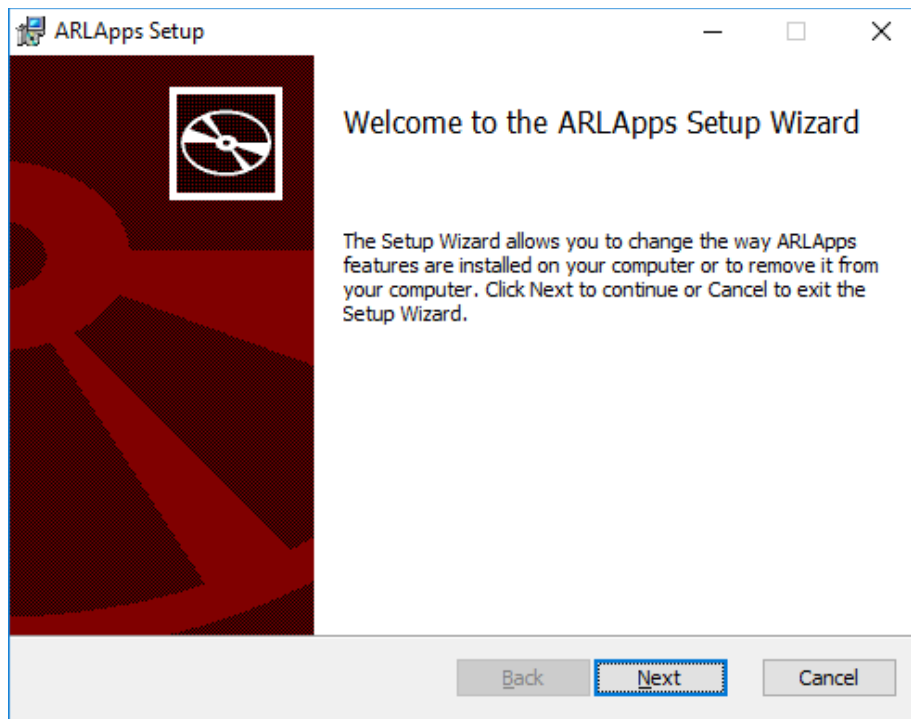 ARLApps Setup
Welcome to the ARLApps Setup Wizard
The Setup Wizard allows you to change the way ARLApps
features are installed on your computer or to remove it from
your computer. Click Next to continue or Cancel to exit the
Setup Wizard.
Back Next Cancel